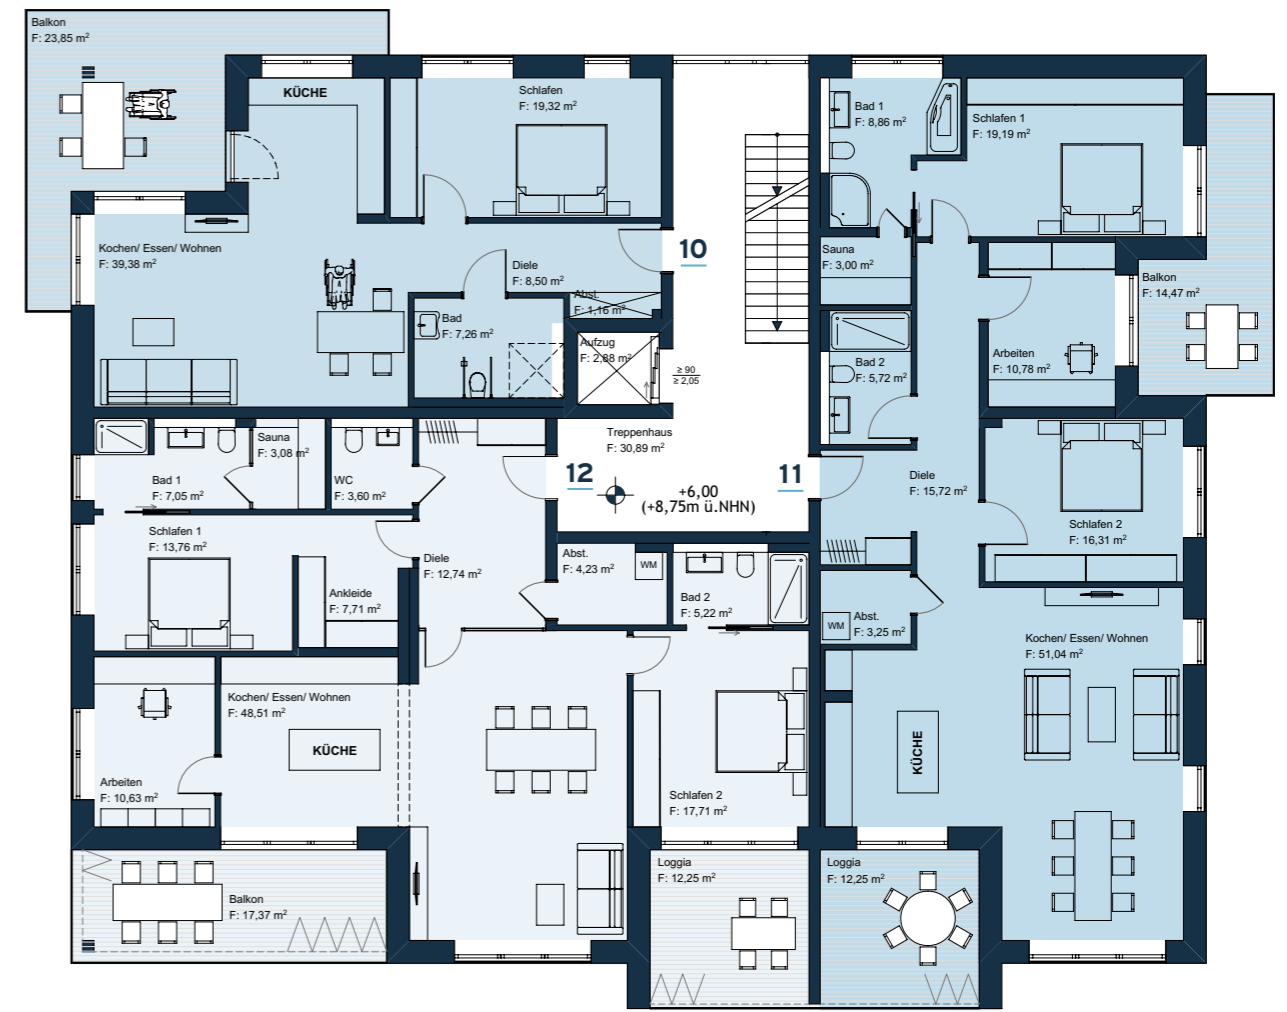 Balkon
F: 23,85 m²
KÜCHE
Schlafen
F: 19,32 m²
Kochen/ Essen/ Wohnen
F: 39,38 m²
Diele
F: 8,50 m²
Abst.
F: 1,16 m²
Bad
F: 7,26 m²
Aufzug
F: 2,88 m²
≥ 90
≥ 2,05
10
Treppenhaus
F: 30,89 m²
12
11
+6,00
(+8,75m ü.NHN)
Bad 1
F: 8,86 m²
Schlafen 1
F: 19,19 m²
Sauna
F: 3,00 m²
Balkon
F: 14,47 m²
Arbeiten
F: 10,78 m²
Bad 2
F: 5,72 m²
Diele
F: 15,72 m²
Schlafen 2
F: 16,31 m²
WM
Abst.
F: 3,25 m²
Kochen/ Essen/ Wohnen
F: 51,04 m²
KÜCHE
Loggia
F: 12,25 m²
Sauna
F: 3,08 m²
Bad 1
F: 7,05 m²
WC
F: 3,60 m²
Schlafen 1
F: 13,76 m²
Ankleide
F: 7,71 m²
Diele
F: 12,74 m²
Abst.
F: 4,23 m²
WM
Bad 2
F: 5,22 m²
Kochen/ Essen/ Wohnen
F: 48,51 m²
KÜCHE
Arbeiten
F: 10,63 m²
Schlafen 2
F: 17,71 m²
Balkon
F: 17,37 m²
Loggia
F: 12,25 m²